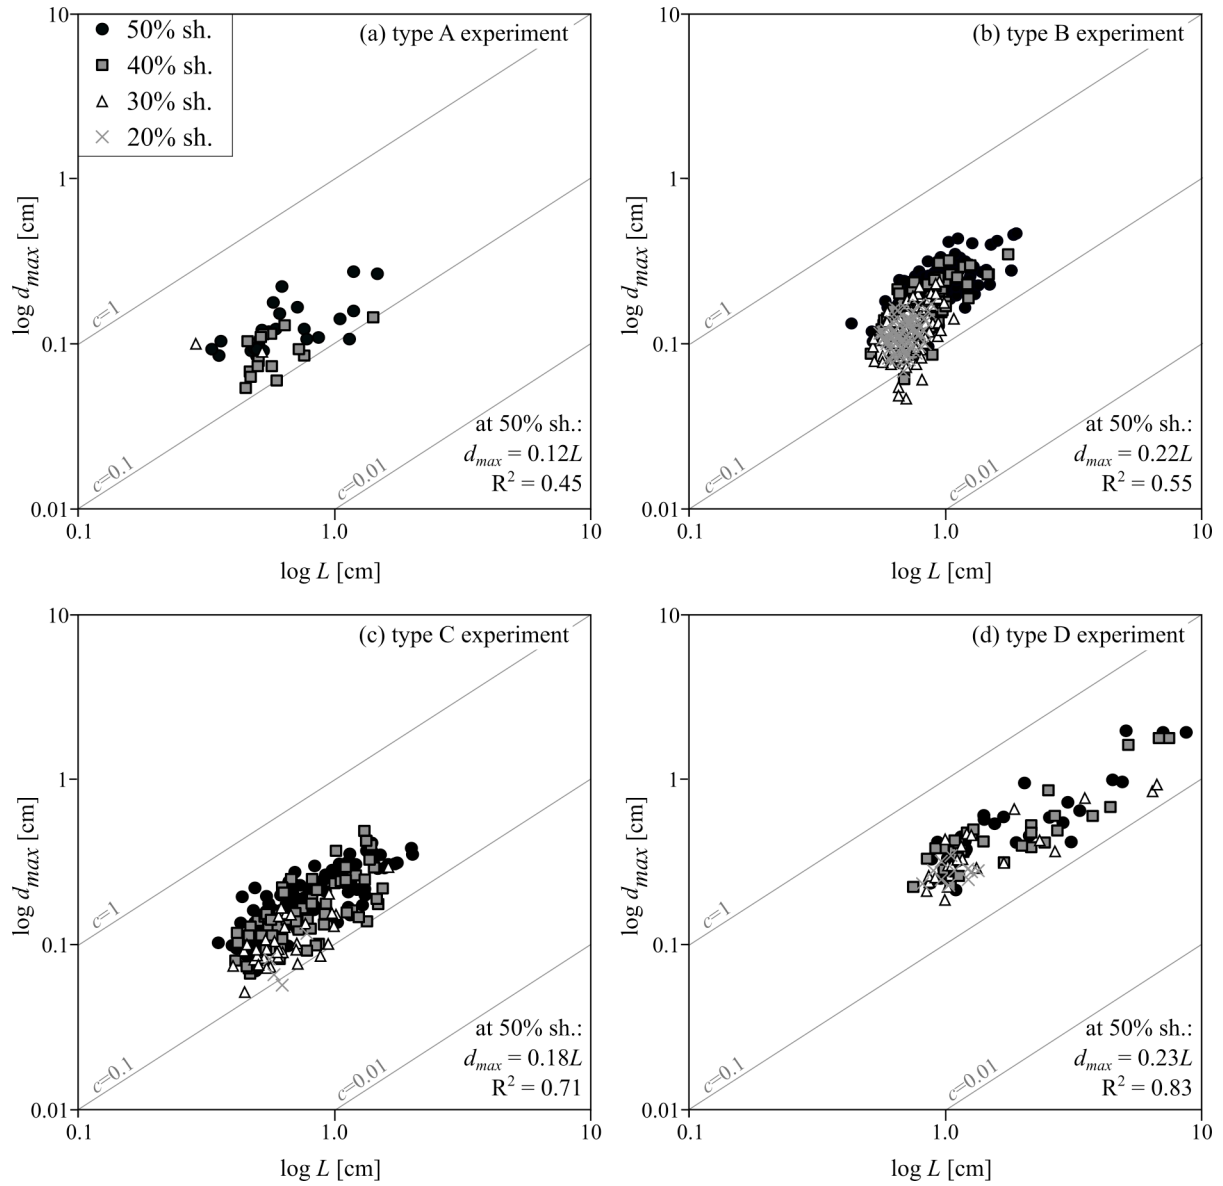 10
1
0.1
0.01
0.1
1.0
10
log dmax [cm]
log L [cm]
50% sh.
40% sh.
30% sh.
20% sh.
(a) type A experiment
c=1
c=0.1
c=0.01
at 50% sh.:
dmax = 0.12L
R² = 0.45
10
1
0.1
0.01
0.1
1.0
10
log dmax [cm]
log L [cm]
(b) type B experiment
c=1
c=0.1
c=0.01
at 50% sh.:
dmax = 0.22L
R² = 0.55
10
1
0.1
0.01
0.1
1.0
10
log dmax [cm]
log L [cm]
(c) type C experiment
c=1
c=0.1
c=0.01
at 50% sh.:
dmax = 0.18L
R² = 0.71
10
1
0.1
0.01
0.1
1.0
10
log dmax [cm]
log L [cm]
(d) type D experiment
c=1
c=0.1
c=0.01
at 50% sh.:
dmax = 0.23L
R² = 0.83